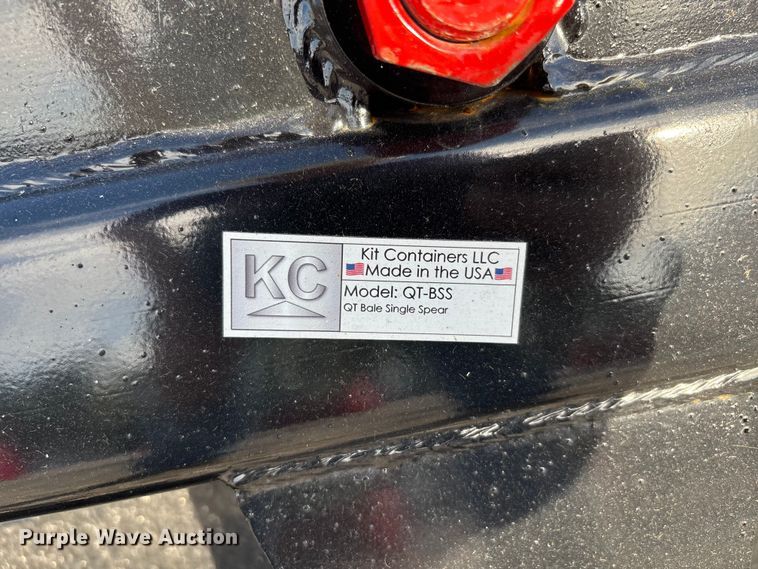 KC
Kit Containers LLC
Made in the USA
Model: QT-BSS
QT Bale Single Spear
Purple Wave Auction